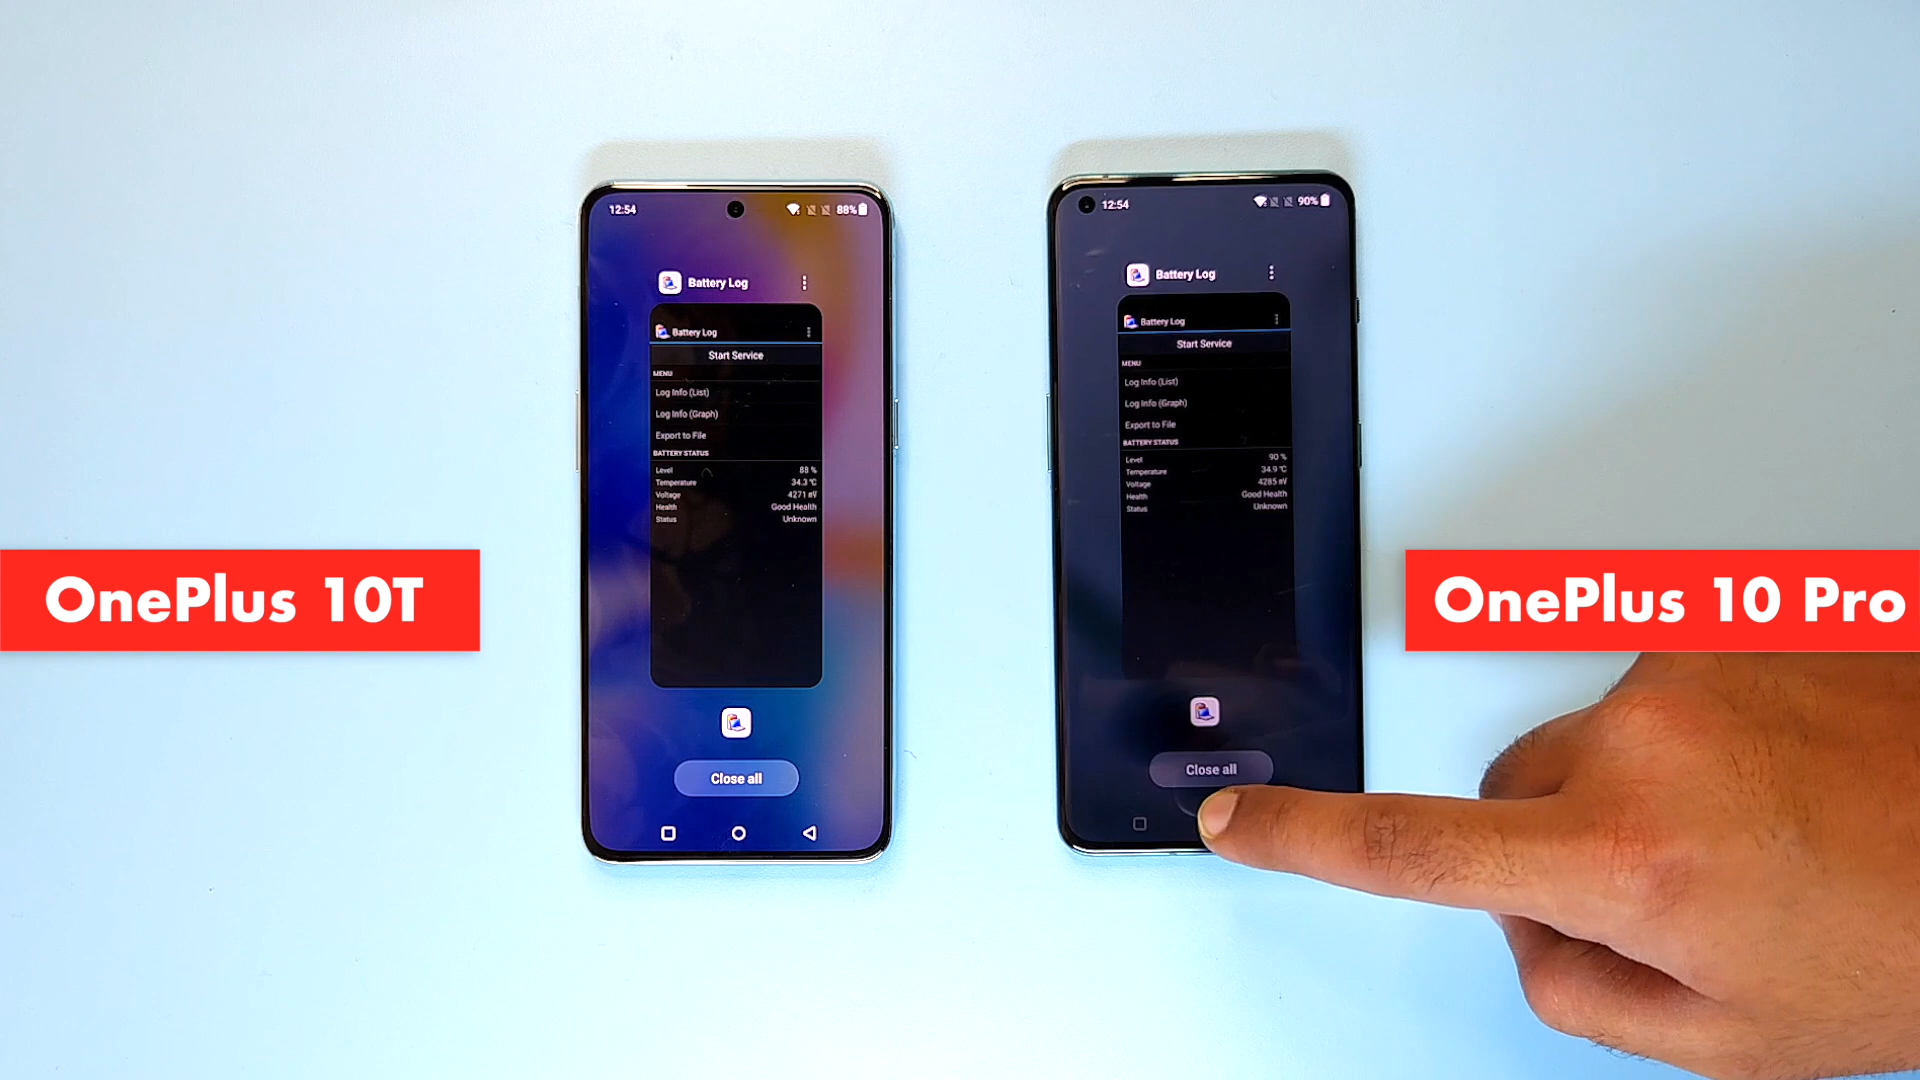 12:54
88%
Battery Log
Battery Log
Start Service
MENU
Log Info (List)
Log Info (Graph)
Export to File
BATTERY STATUS
Level 88 %
Temperature 34.3 °C
Voltage 4271 mV
Health Good Health
Status Unknown
Close all
12:54
90%
Battery Log
Battery Log
Start Service
MENU
Log Info (List)
Log Info (Graph)
Export to File
BATTERY STATUS
Level 90 %
Temperature 34.9 °C
Voltage 4285 mV
Health Good Health
Status Unknown
Close all
OnePlus 10T
OnePlus 10 Pro